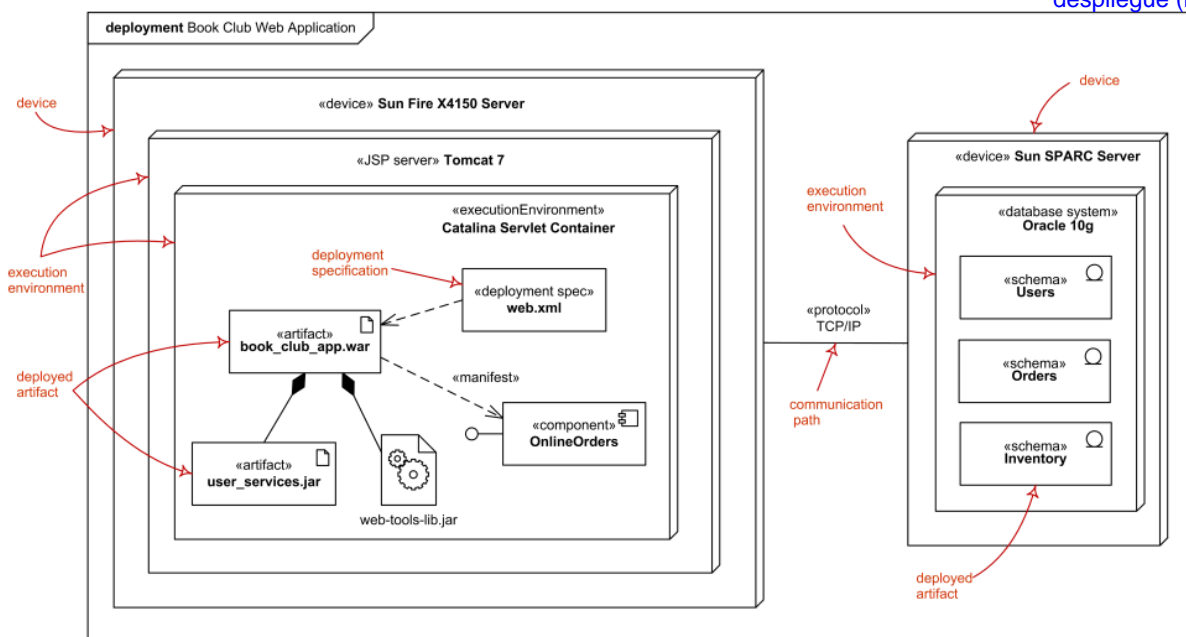 despliegue (
deployment Book Club Web Application
device
«device» Sun Fire X4150 Server
«JSP server» Tomcat 7
«executionEnvironment»
Catalina Servlet Container
execution
environment
deployment
specification
«deployment spec»
web.xml
«artifact»
book_club_app.war
deployed
artifact
«manifest»
«component»
OnlineOrders
«artifact»
user_services.jar
web-tools-lib.jar
«protocol»
TCP/IP
communication
path
device
«device» Sun SPARC Server
execution
environment
«database system»
Oracle 10g
«schema»
Users
«schema»
Orders
«schema»
Inventory
deployed
artifact